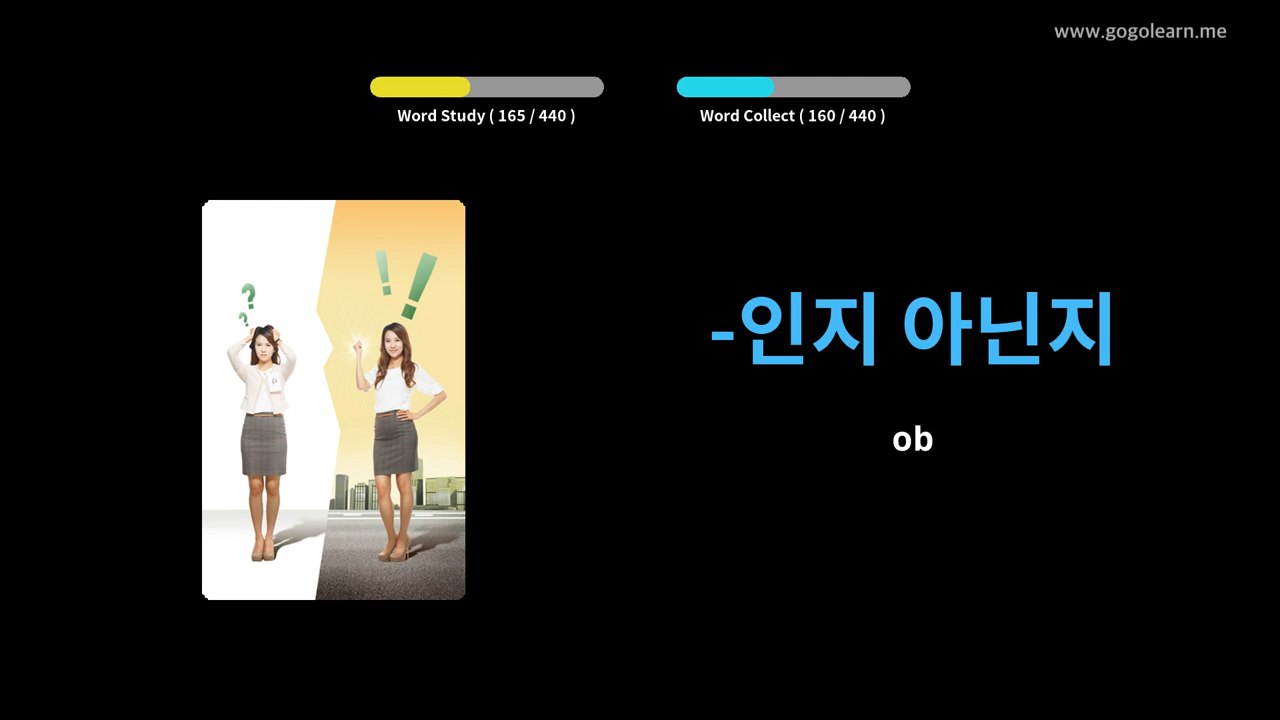 www.gogolearn.me
Word Study ( 165 / 440 )
Word Collect ( 160 / 440 )
? ? ! !
-인지 아닌지
ob